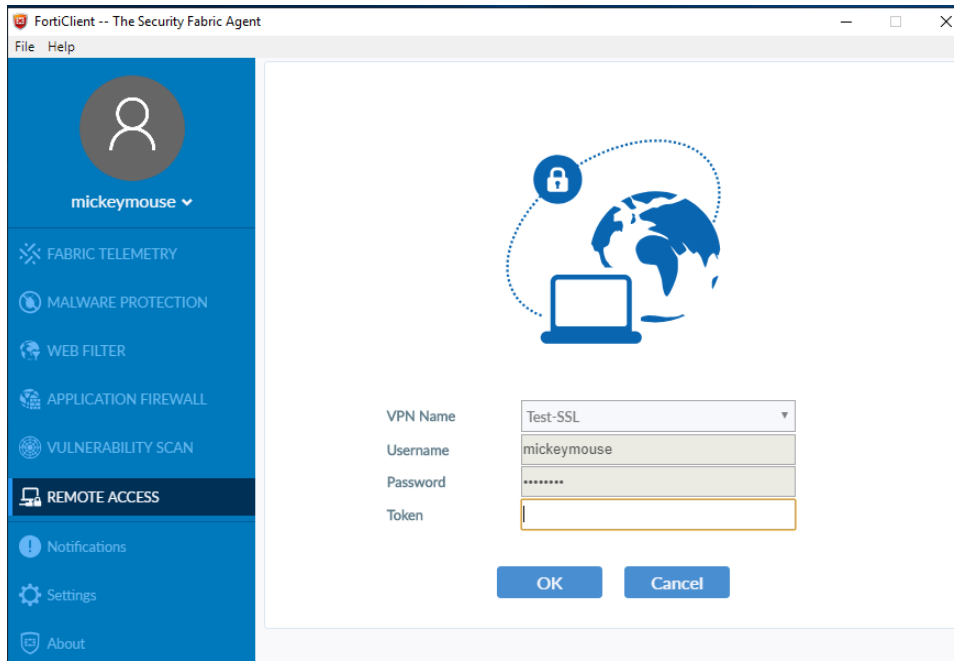 FortiClient -- The Security Fabric Agent
File Help
mickeymouse
FABRIC TELEMETRY
MALWARE PROTECTION
WEB FILTER
APPLICATION FIREWALL
VULNERABILITY SCAN
REMOTE ACCESS
Notifications
Settings
About
VPN Name Test-SSL
Username mickeymouse
Password ••••••••
Token
OK Cancel